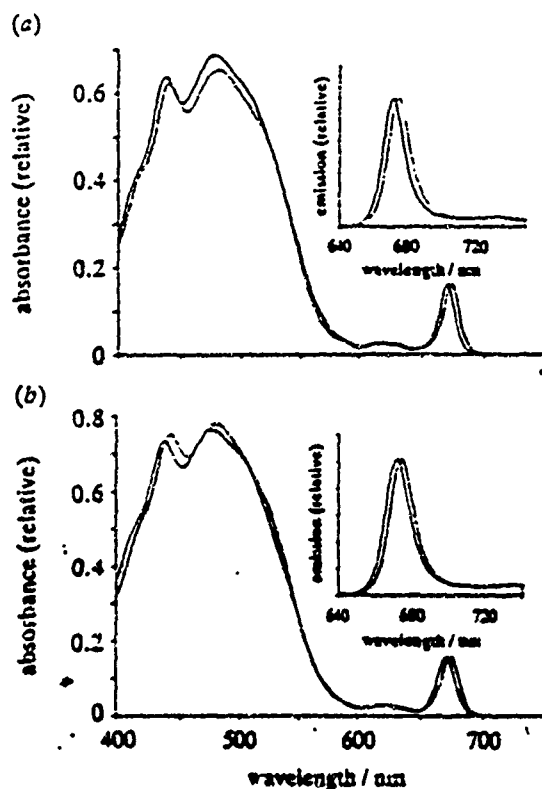 (a)
absorbance (relative)
0.6
0.4
0.2
0
emission (relative)
640
680
720
wavelength / nm
(b)
absorbance (relative)
0.8
0.6
0.4
0.2
0
emission (relative)
640
680
720
wavelength / nm
400
500
600
700
wavelength / nm